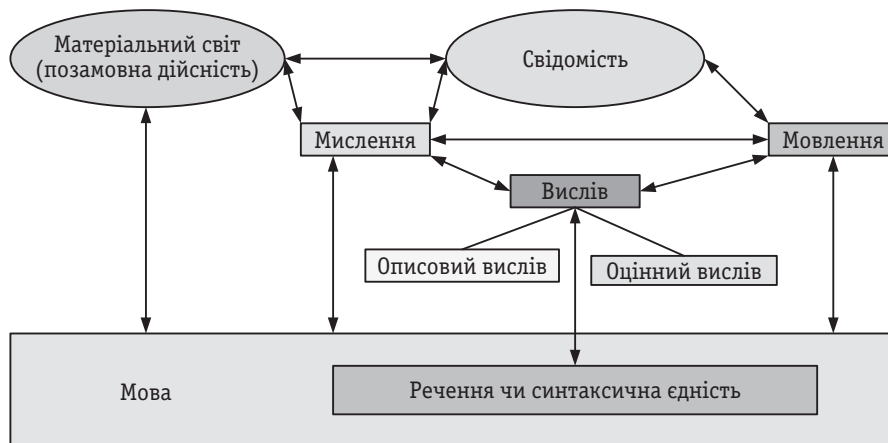 Матеріальний світ
(позамовна дійсність)
Свідомість
Мислення
Мовлення
Вислів
Описовий вислів
Оцінний вислів
Мова
Речення чи синтаксична єдність